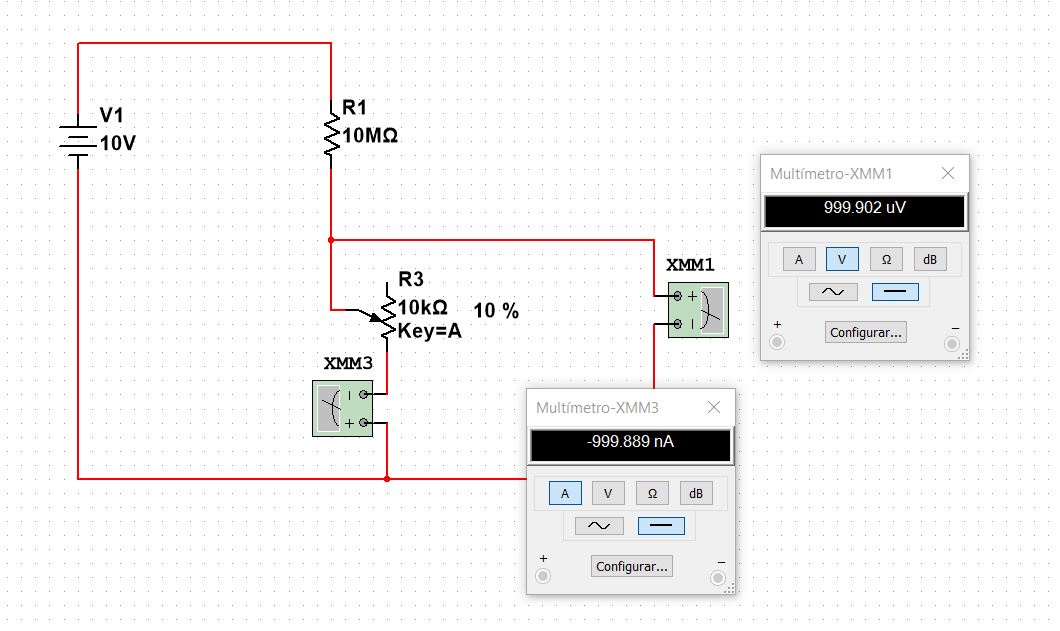 V1
10V
R1
10MΩ
R3
10kΩ
10 %
Key=A
XMM1
+
–
XMM3
–
+
Multímetro-XMM1
999.902 uV
A V Ω dB
+ –
Configurar...
Multímetro-XMM3
-999.889 nA
A V Ω dB
+ –
Configurar...